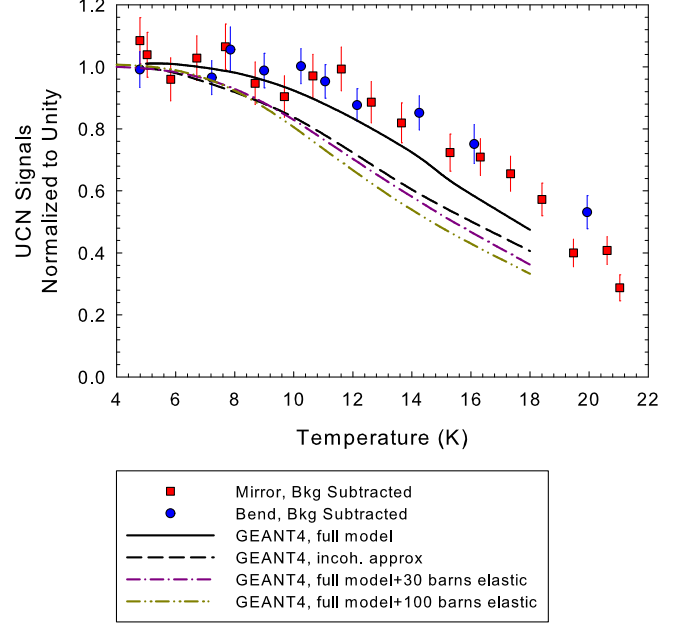 UCN Signals
Normalized to Unity
1.2
1.0
0.8
0.6
0.4
0.2
0.0
4 6 8 10 12 14 16 18 20 22
Temperature (K)
Mirror, Bkg Subtracted
Bend, Bkg Subtracted
GEANT4, full model
GEANT4, incoh. approx
GEANT4, full model+30 barns elastic
GEANT4, full model+100 barns elastic